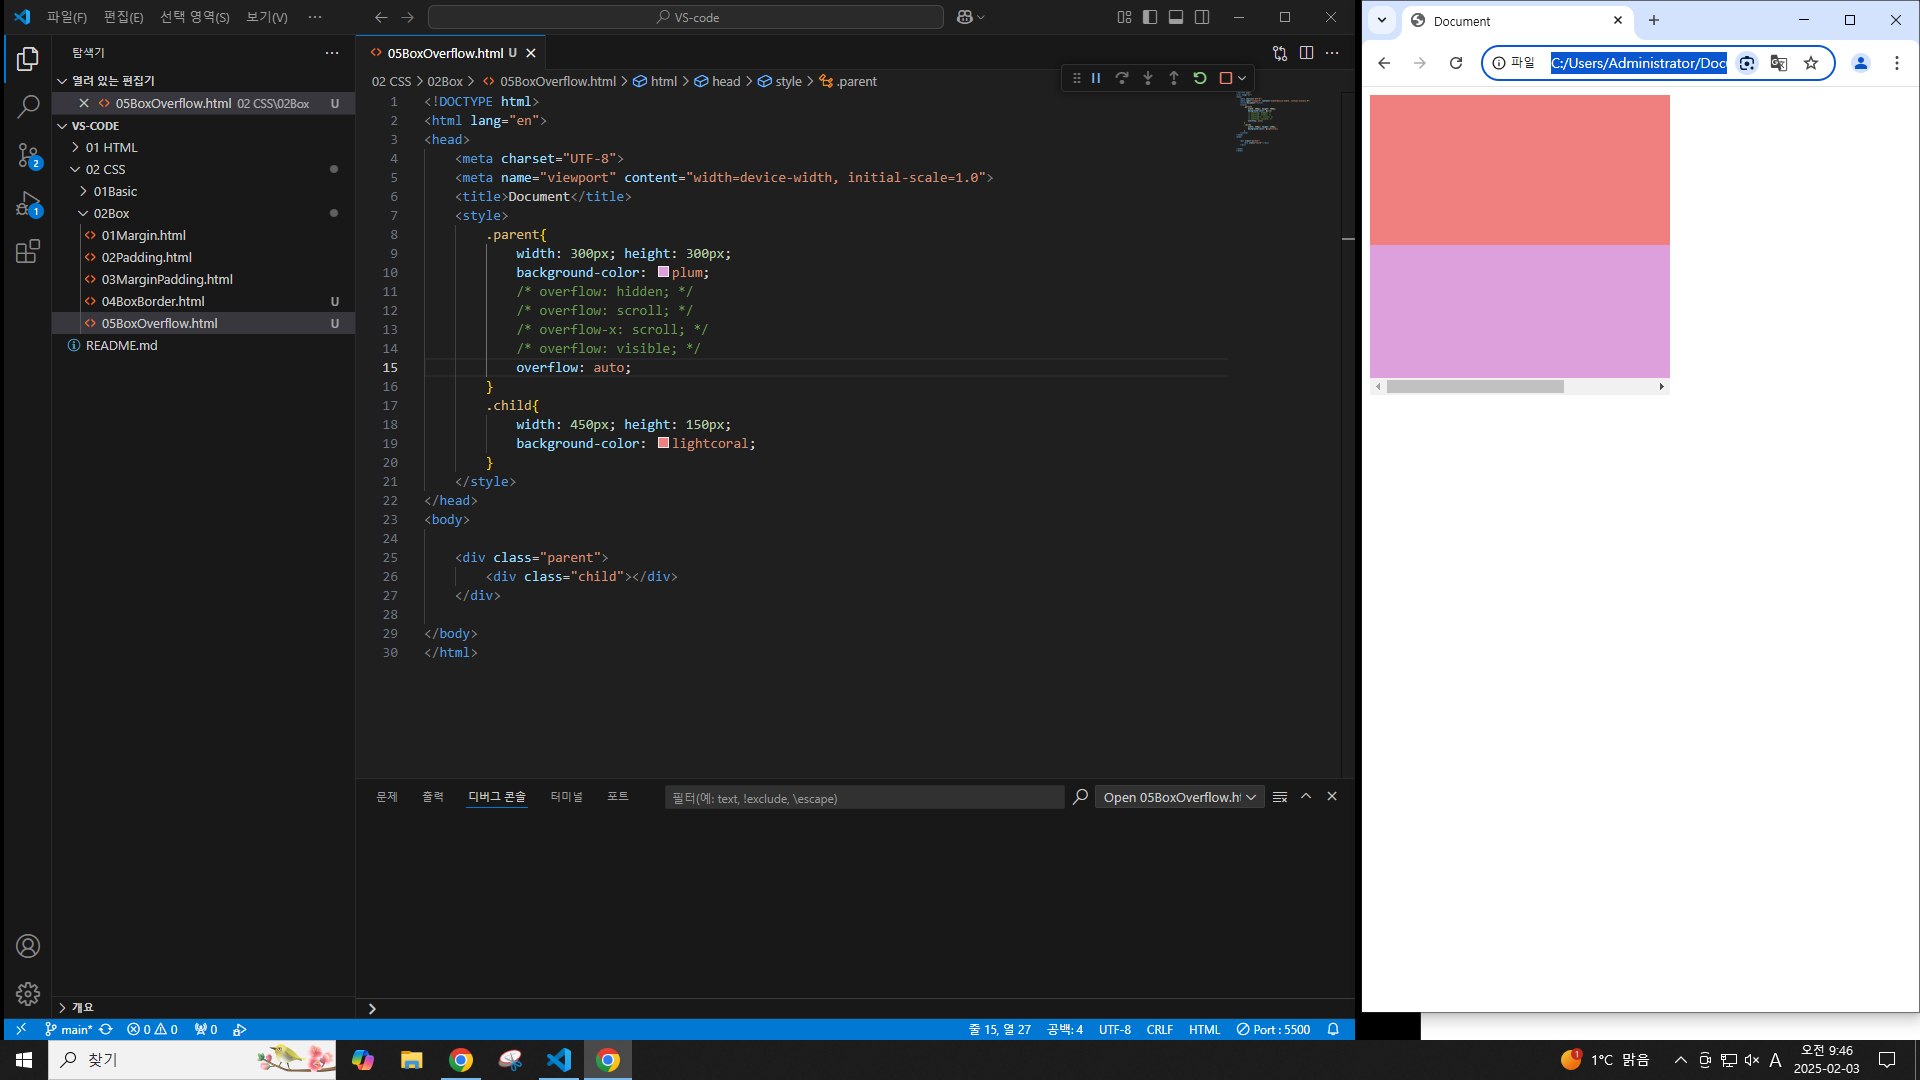 파일(F) 편집(E) 선택 영역(S) 보기(V) ···
VS-code
탐색기
열려 있는 편집기
05BoxOverflow.html 02 CSS\02Box U
VS-CODE
01 HTML
02 CSS
01Basic
02Box
01Margin.html
02Padding.html
03MarginPadding.html
04BoxBorder.html U
05BoxOverflow.html U
README.md
개요
2
1
05BoxOverflow.html U
02 CSS > 02Box > 05BoxOverflow.html > html > head > style > .parent
1 <!DOCTYPE html>
2 <html lang="en">
3 <head>
4 <meta charset="UTF-8">
5 <meta name="viewport" content="width=device-width, initial-scale=1.0">
6 <title>Document</title>
7 <style>
8 .parent{
9 width: 300px; height: 300px;
10 background-color: plum;
11 /* overflow: hidden; */
12 /* overflow: scroll; */
13 /* overflow-x: scroll; */
14 /* overflow: visible; */
15 overflow: auto;
16 }
17 .child{
18 width: 450px; height: 150px;
19 background-color: lightcoral;
20 }
21 </style>
22 </head>
23 <body>
24
25 <div class="parent">
26 <div class="child"></div>
27 </div>
28
29 </body>
30 </html>
문제 출력 디버그 콘솔 터미널 포트
필터(예: text, !exclude, \escape)
Open 05BoxOverflow.ht
main* 0 0 0
줄 15, 열 27 공백: 4 UTF-8 CRLF HTML Port : 5500
Document
파일 C:/Users/Administrator/Docu
찾기
1
1°C 맑음
A
오전 9:46
2025-02-03